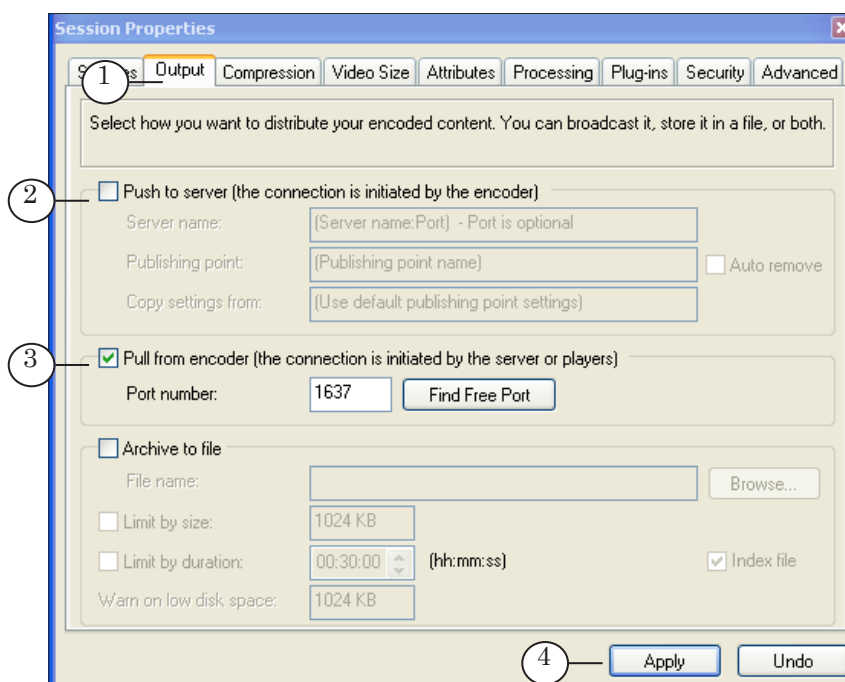 Session Properties
1 Output Compression Video Size Attributes Processing Plug-ins Security Advanced
Select how you want to distribute your encoded content. You can broadcast it, store it in a file, or both.
2 Push to server (the connection is initiated by the encoder)
Server name: (Server name:Port) - Port is optional
Publishing point: (Publishing point name) Auto remove
Copy settings from: (Use default publishing point settings)
3 Pull from encoder (the connection is initiated by the server or players)
Port number: 1637 Find Free Port
Archive to file
File name: Browse...
Limit by size: 1024 KB
Limit by duration: 00:30:00 (hh:mm:ss) Index file
Warn on low disk space: 1024 KB
4 Apply Undo